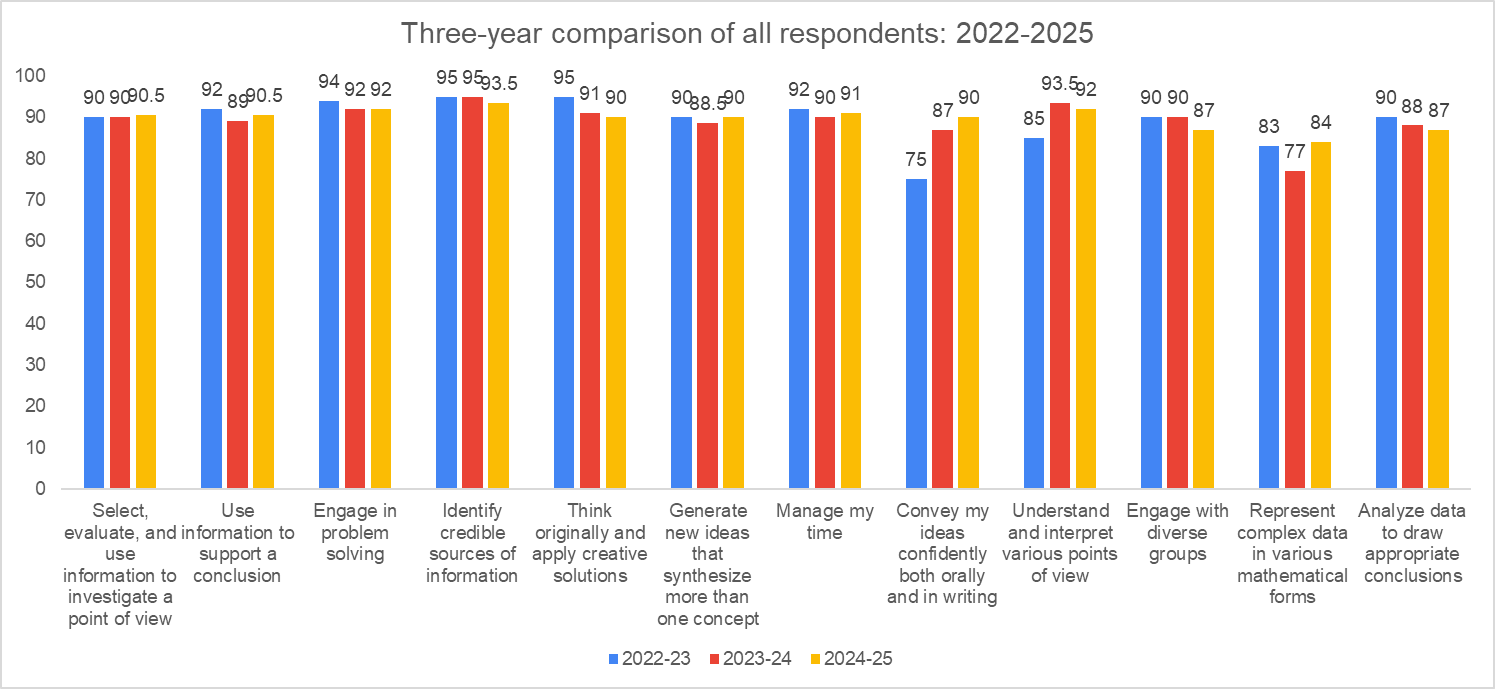 Three-year comparison of all respondents: 2022-2025
100
90
80
70
60
50
40
30
20
10
0
90 90 90.5
92 89 90.5
94 92 92
95 95 93.5
95 91 90
90 88.5 90
92 90 91
75 87 90
85 93.5 92
90 90 87
83 77 84
90 88 87
Select,
evaluate, and
use
information to
investigate a
point of view
Use
information to
support a
conclusion
Engage in
problem
solving
Identify
credible
sources of
information
Think
originally and
apply creative
solutions
Generate
new ideas
that
synthesize
more than
one concept
Manage my
time
Convey my
ideas
confidently
both orally
and in writing
Understand
and interpret
various points
of view
Engage with
diverse
groups
Represent
complex data
in various
mathematical
forms
Analyze data
to draw
appropriate
conclusions
2022-23 2023-24 2024-25